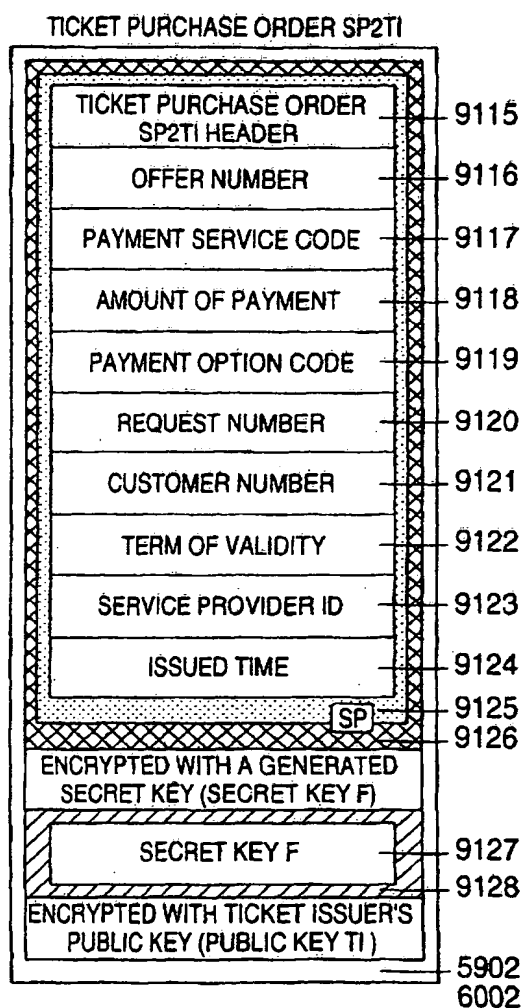 TICKET PURCHASE ORDER SP2TI
TICKET PURCHASE ORDER
SP2TI HEADER
9115
OFFER NUMBER
9116
PAYMENT SERVICE CODE
9117
AMOUNT OF PAYMENT
9118
PAYMENT OPTION CODE
9119
REQUEST NUMBER
9120
CUSTOMER NUMBER
9121
TERM OF VALIDITY
9122
SERVICE PROVIDER ID
9123
ISSUED TIME
9124
SP
9125
9126
ENCRYPTED WITH A GENERATED
SECRET KEY (SECRET KEY F)
SECRET KEY F
9127
9128
ENCRYPTED WITH TICKET ISSUER'S
PUBLIC KEY (PUBLIC KEY TI )
5902
6002